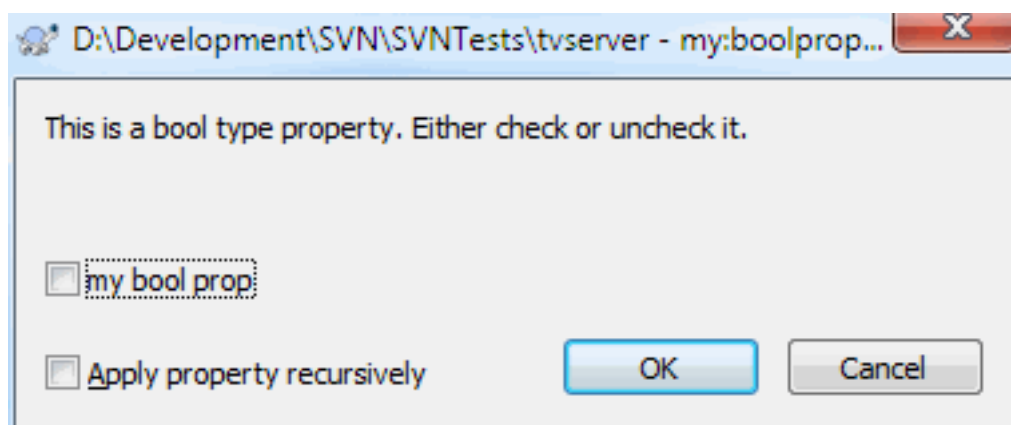 D:\Development\SVN\SVNTests\tvserver - my:boolprop...
This is a bool type property. Either check or uncheck it.
my bool prop
Apply property recursively
OK
Cancel